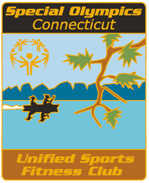 Special Olympics
Connecticut
Unified Sports
Fitness Club